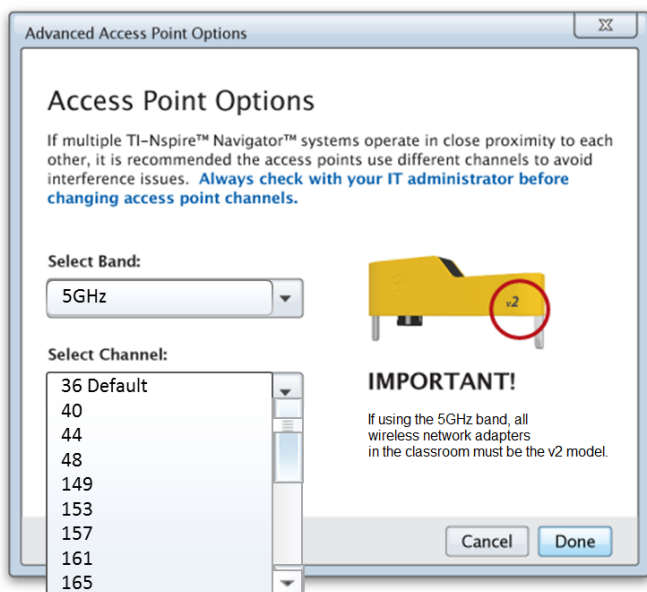 Advanced Access Point Options
Access Point Options
If multiple TI-Nspire™ Navigator™ systems operate in close proximity to each
other, it is recommended the access points use different channels to avoid
interference issues.  Always check with your IT administrator before
changing access point channels.
Select Band:
5GHz
v2
Select Channel:
36 Default
40
44
48
149
153
157
161
165
IMPORTANT!
If using the 5GHz band, all
wireless network adapters
in the classroom must be the v2 model.
Cancel
Done